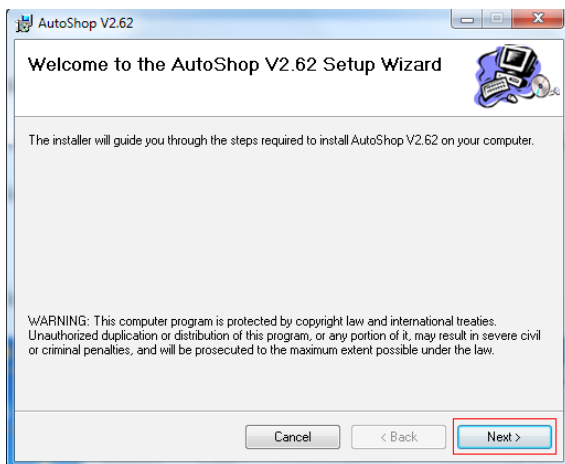 AutoShop V2.62
Welcome to the AutoShop V2.62 Setup Wizard
The installer will guide you through the steps required to install AutoShop V2.62 on your computer.
WARNING: This computer program is protected by copyright law and international treaties.
Unauthorized duplication or distribution of this program, or any portion of it, may result in severe civil
or criminal penalties, and will be prosecuted to the maximum extent possible under the law.
Cancel < Back Next >